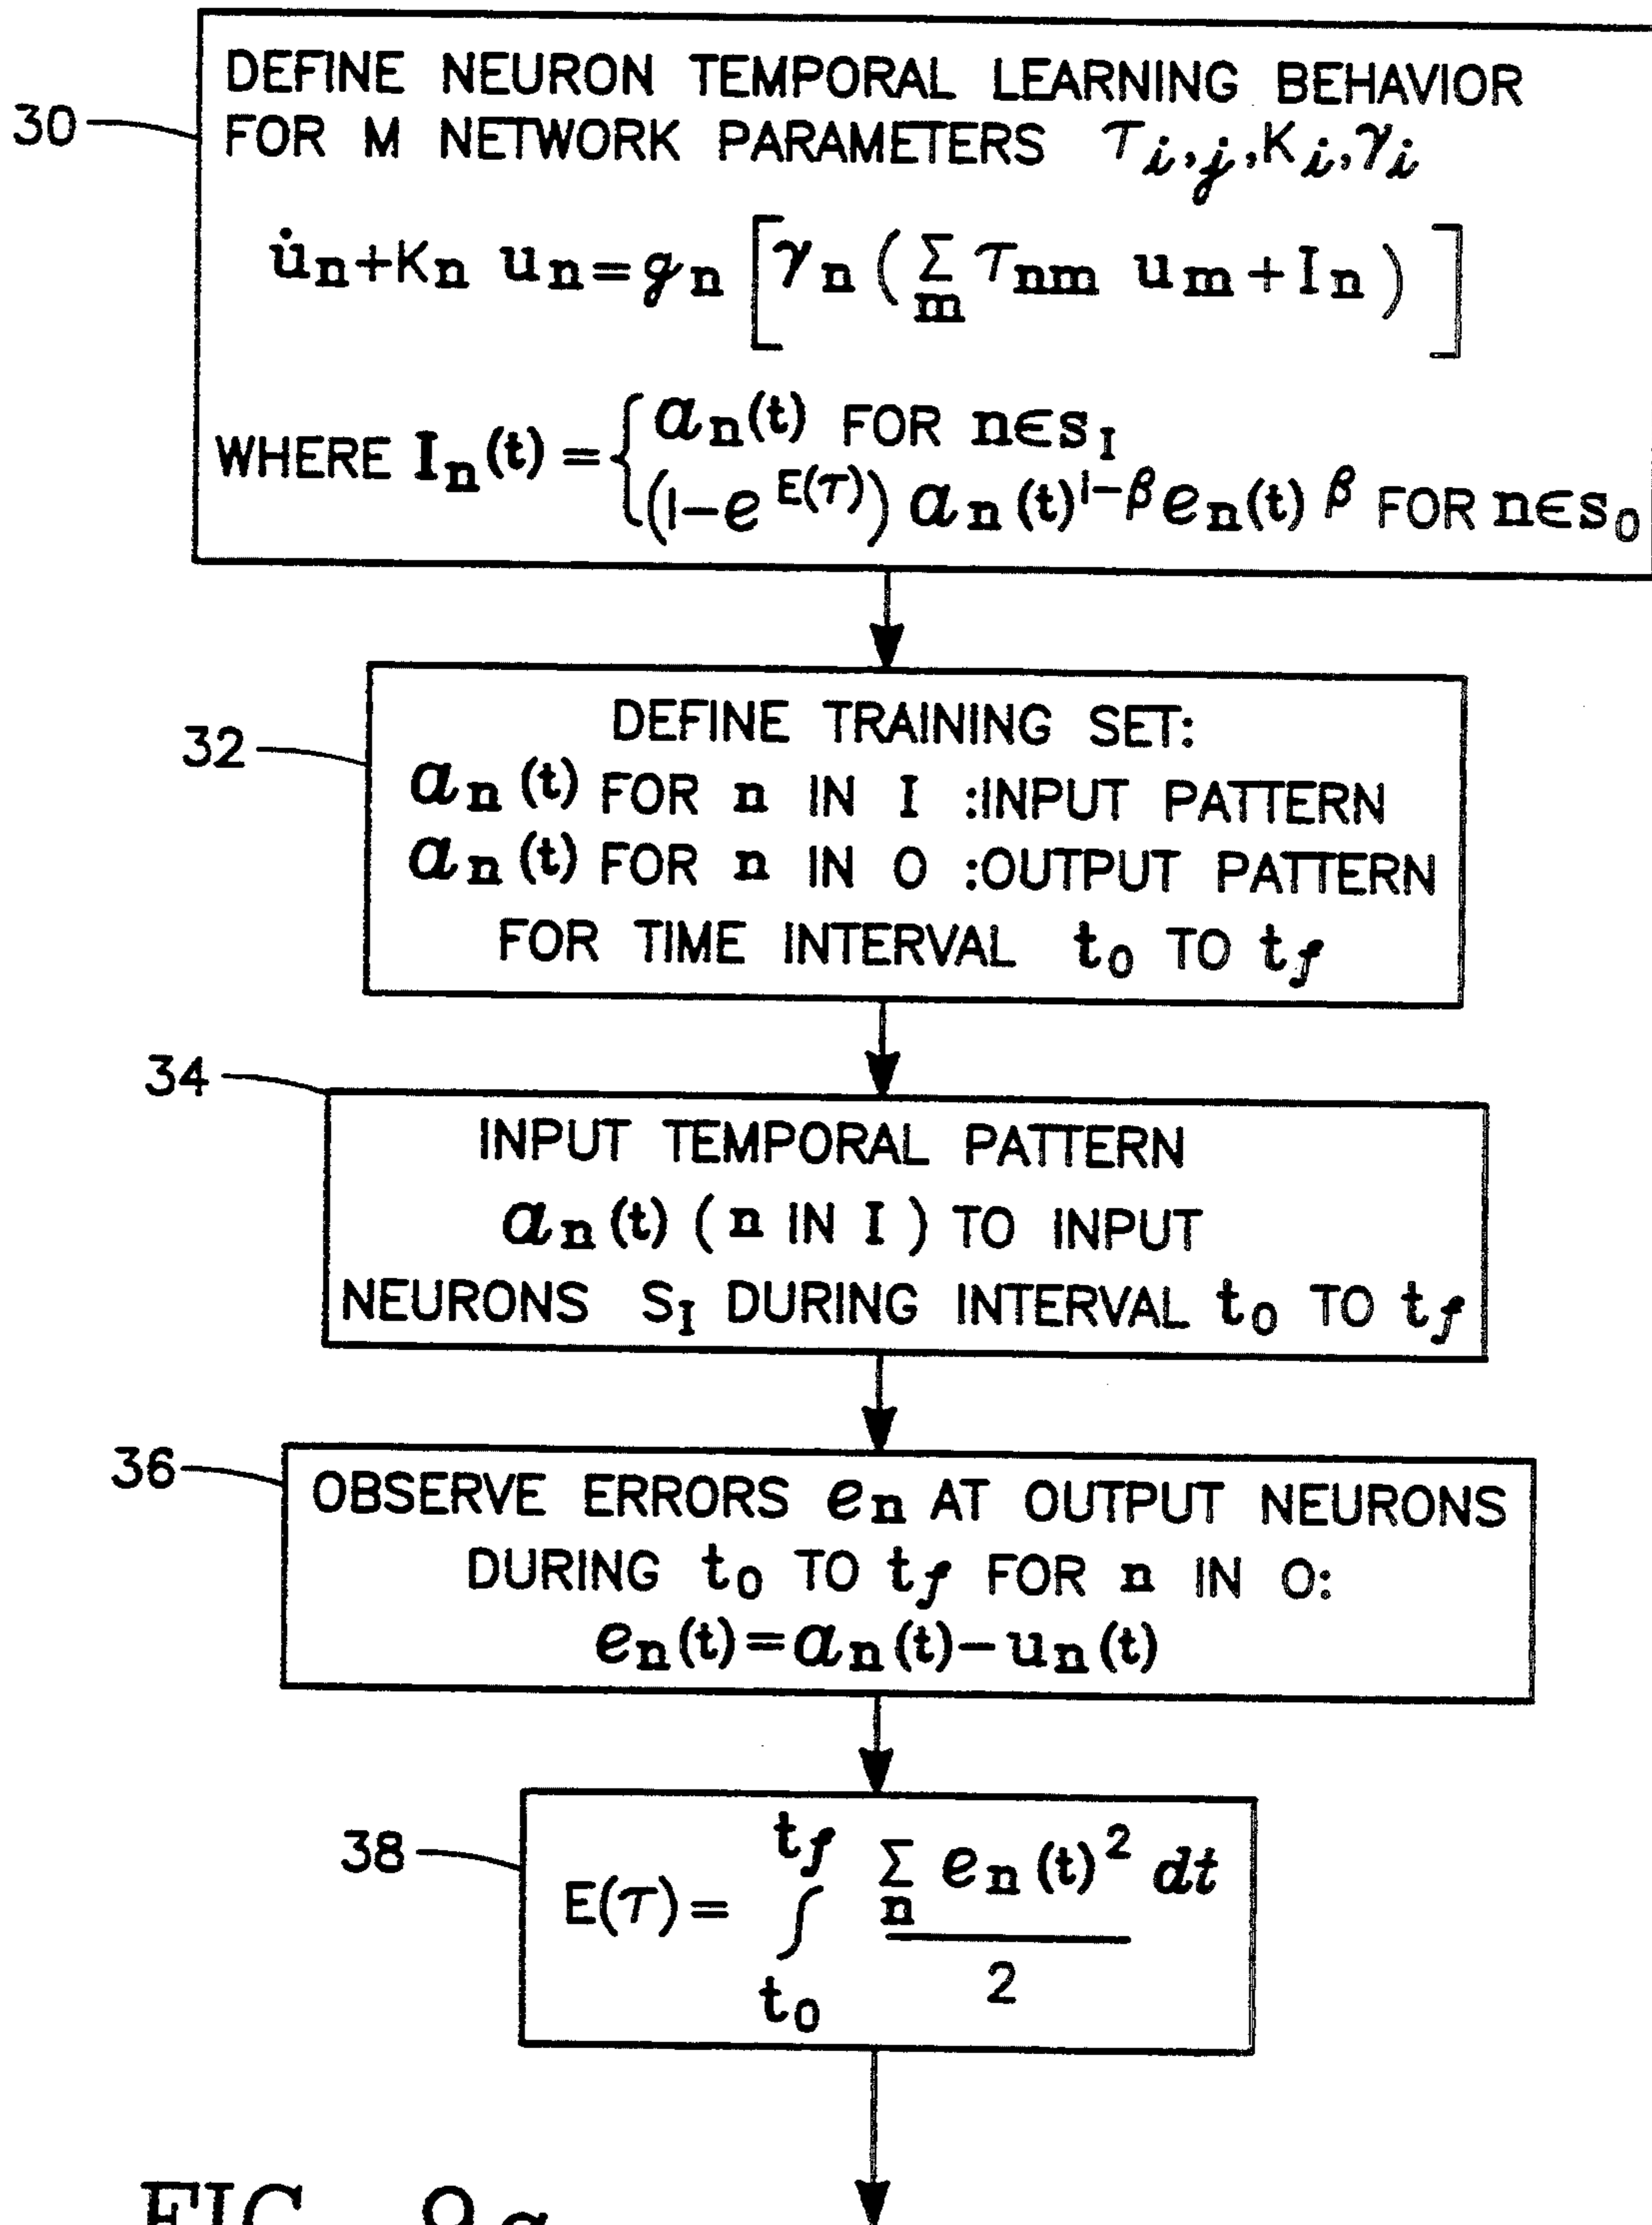 30
DEFINE NEURON TEMPORAL LEARNING BEHAVIOR
FOR M NETWORK PARAMETERS τi,j,Ki,γi
u̇n+Kn un=gn [γn(Σm τnm um+In)]
WHERE In(t)={an(t) FOR n∈sI
(1−e^E(τ)) an(t)^1−β en(t)^β FOR n∈s0
32
DEFINE TRAINING SET:
an(t) FOR n IN I :INPUT PATTERN
an(t) FOR n IN O :OUTPUT PATTERN
FOR TIME INTERVAL t0 TO tf
34
INPUT TEMPORAL PATTERN
an(t) (n IN I) TO INPUT
NEURONS SI DURING INTERVAL t0 TO tf
36
OBSERVE ERRORS en AT OUTPUT NEURONS
DURING t0 TO tf FOR n IN O:
en(t)=an(t)−un(t)
38
tf
E(τ)= ∫ Σn en(t)² dt
2
t0